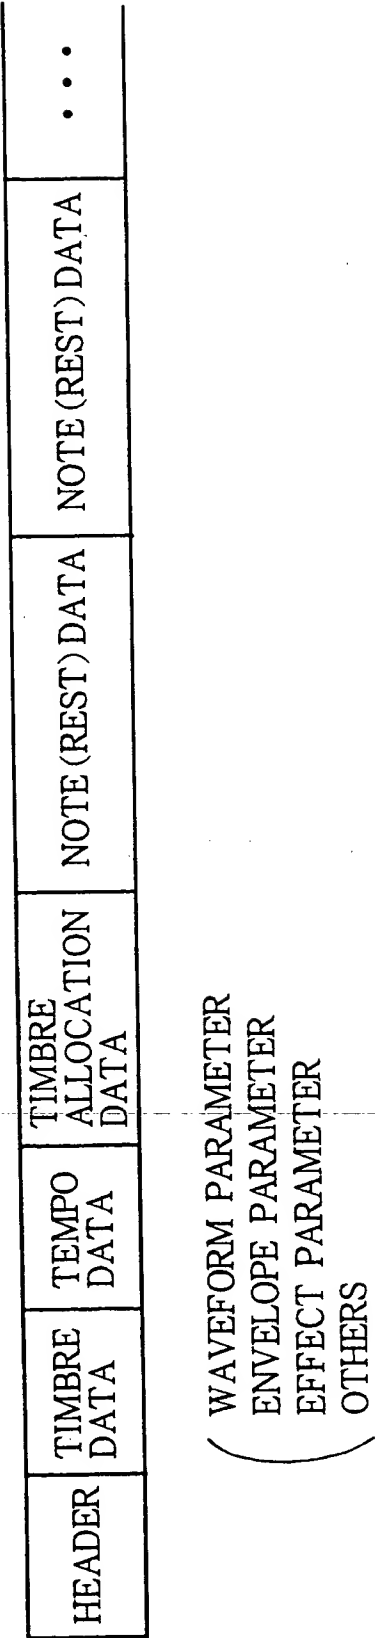 HEADER
TIMBRE
DATA
TEMPO
DATA
TIMBRE
ALLOCATION
DATA
NOTE(REST)DATA
NOTE(REST)DATA
• • •
WAVEFORM PARAMETER
ENVELOPE PARAMETER
EFFECT PARAMETER
OTHERS